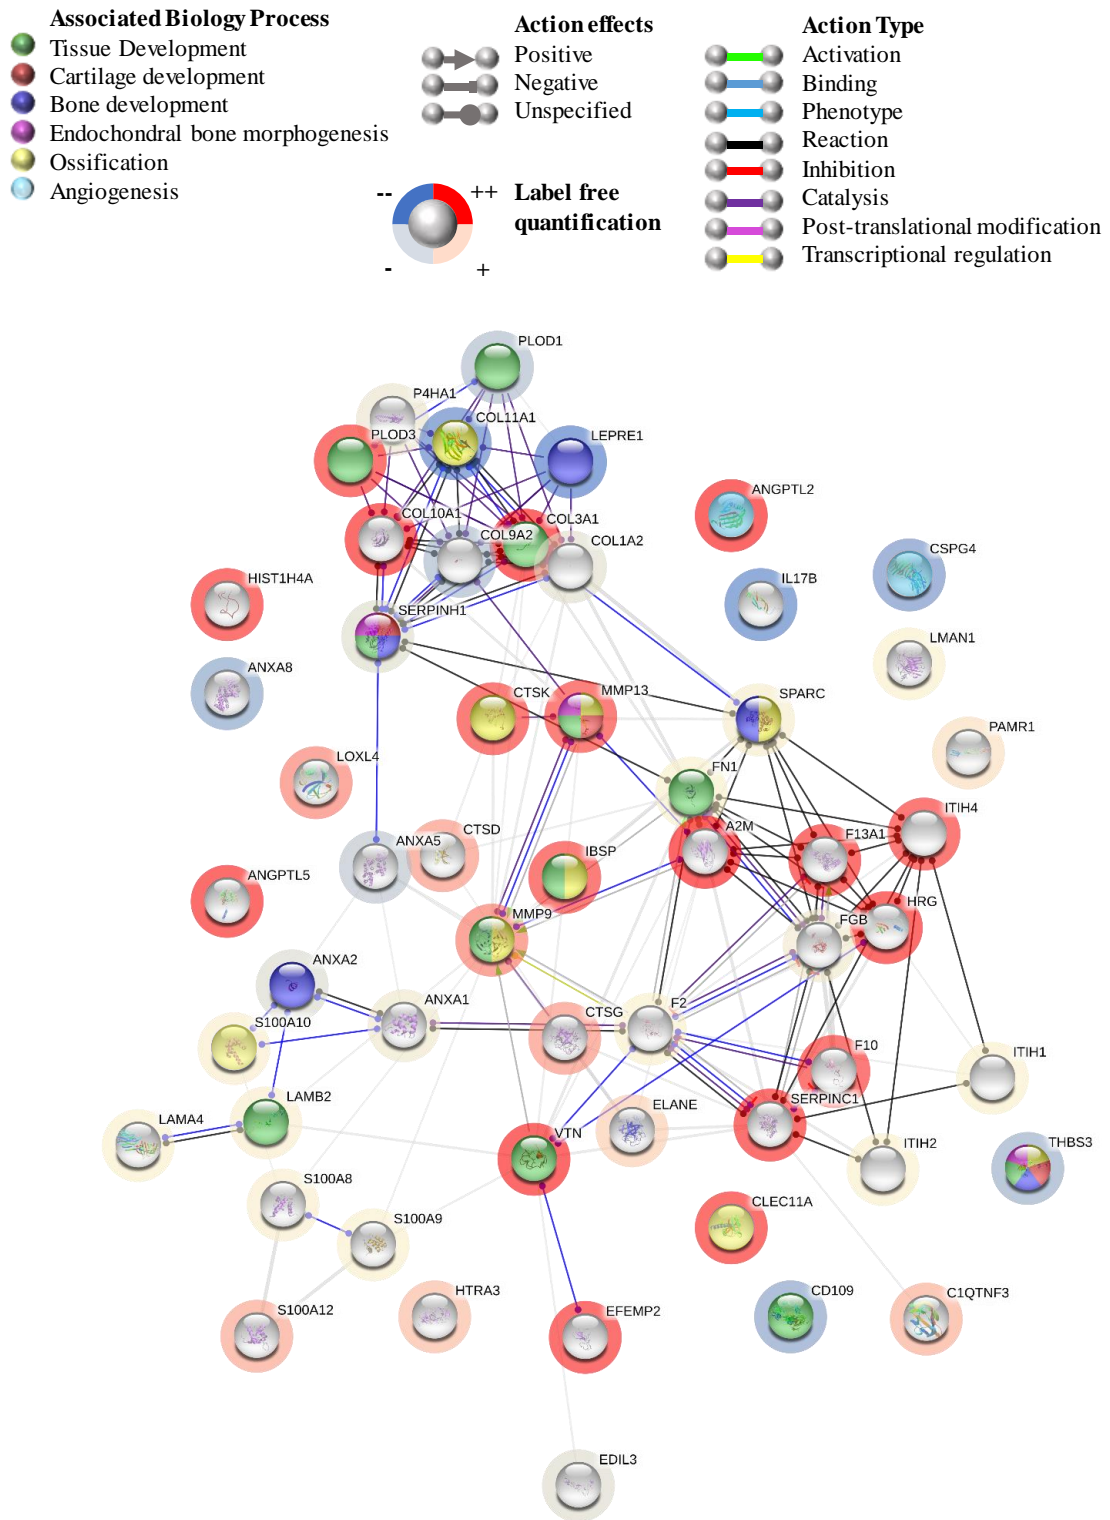 Associated Biology Process
Tissue Development
Cartilage development
Bone development
Endochondral bone morphogenesis
Ossification
Angiogenesis
Action effects
Positive
Negative
Unspecified
-- ++
Label free
quantification
- +
Action Type
Activation
Binding
Phenotype
Reaction
Inhibition
Catalysis
Post-translational modification
Transcriptional regulation
PLOD1
P4HA1
COL11A1
PLOD3
LEPRE1
ANGPTL2
COL10A1
COL3A1
COL9A2
COL1A2
CSPG4
HIST1H4A
IL17B
SERPINH1
LMAN1
ANXA8
CTSK
MMP13
SPARC
PAMR1
LOXL4
FN1
ITIH4
ANXA5
CTSD
A2M
F13A1
IBSP
ANGPTL5
HRG
MMP9
FGB
ANXA2
ANXA1
CTSG
F2
S100A10
F10
ITIH1
LAMB2
SERPINC1
LAMA4
VTN
ELANE
ITIH2
THBS3
S100A8
S100A9
CLEC11A
HTRA3
CD109
C1QTNF3
S100A12
EFEMP2
EDIL3